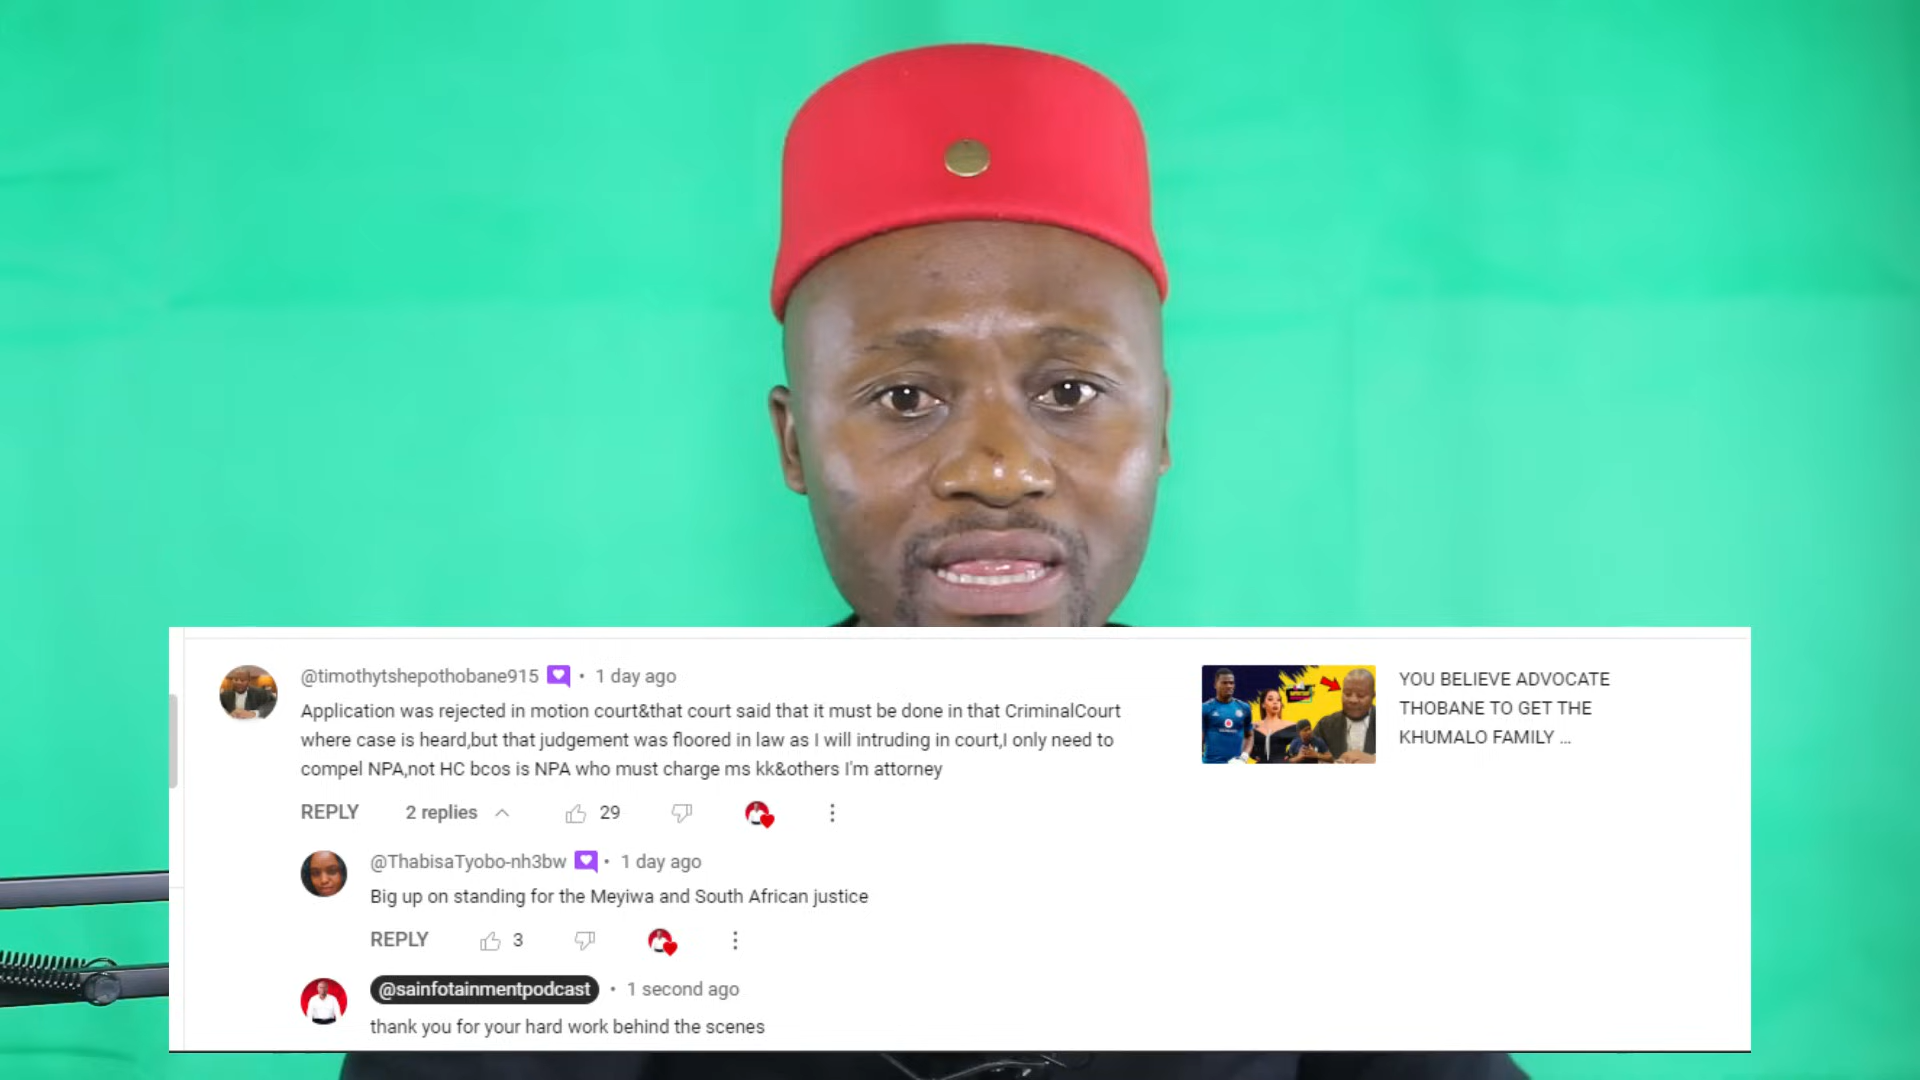 @timothytshepothobane915 • 1 day ago
Application was rejected in motion court&that court said that it must be done in that CriminalCourt
where case is heard,but that judgement was floored in law as I will intruding in court,I only need to
compel NPA,not HC bcos is NPA who must charge ms kk&others I'm attorney
REPLY 2 replies 29
@ThabisaTyobo-nh3bw • 1 day ago
Big up on standing for the Meyiwa and South African justice
REPLY 3
@sainfotainmentpodcast • 1 second ago
thank you for your hard work behind the scenes
YOU BELIEVE ADVOCATE
THOBANE TO GET THE
KHUMALO FAMILY ...